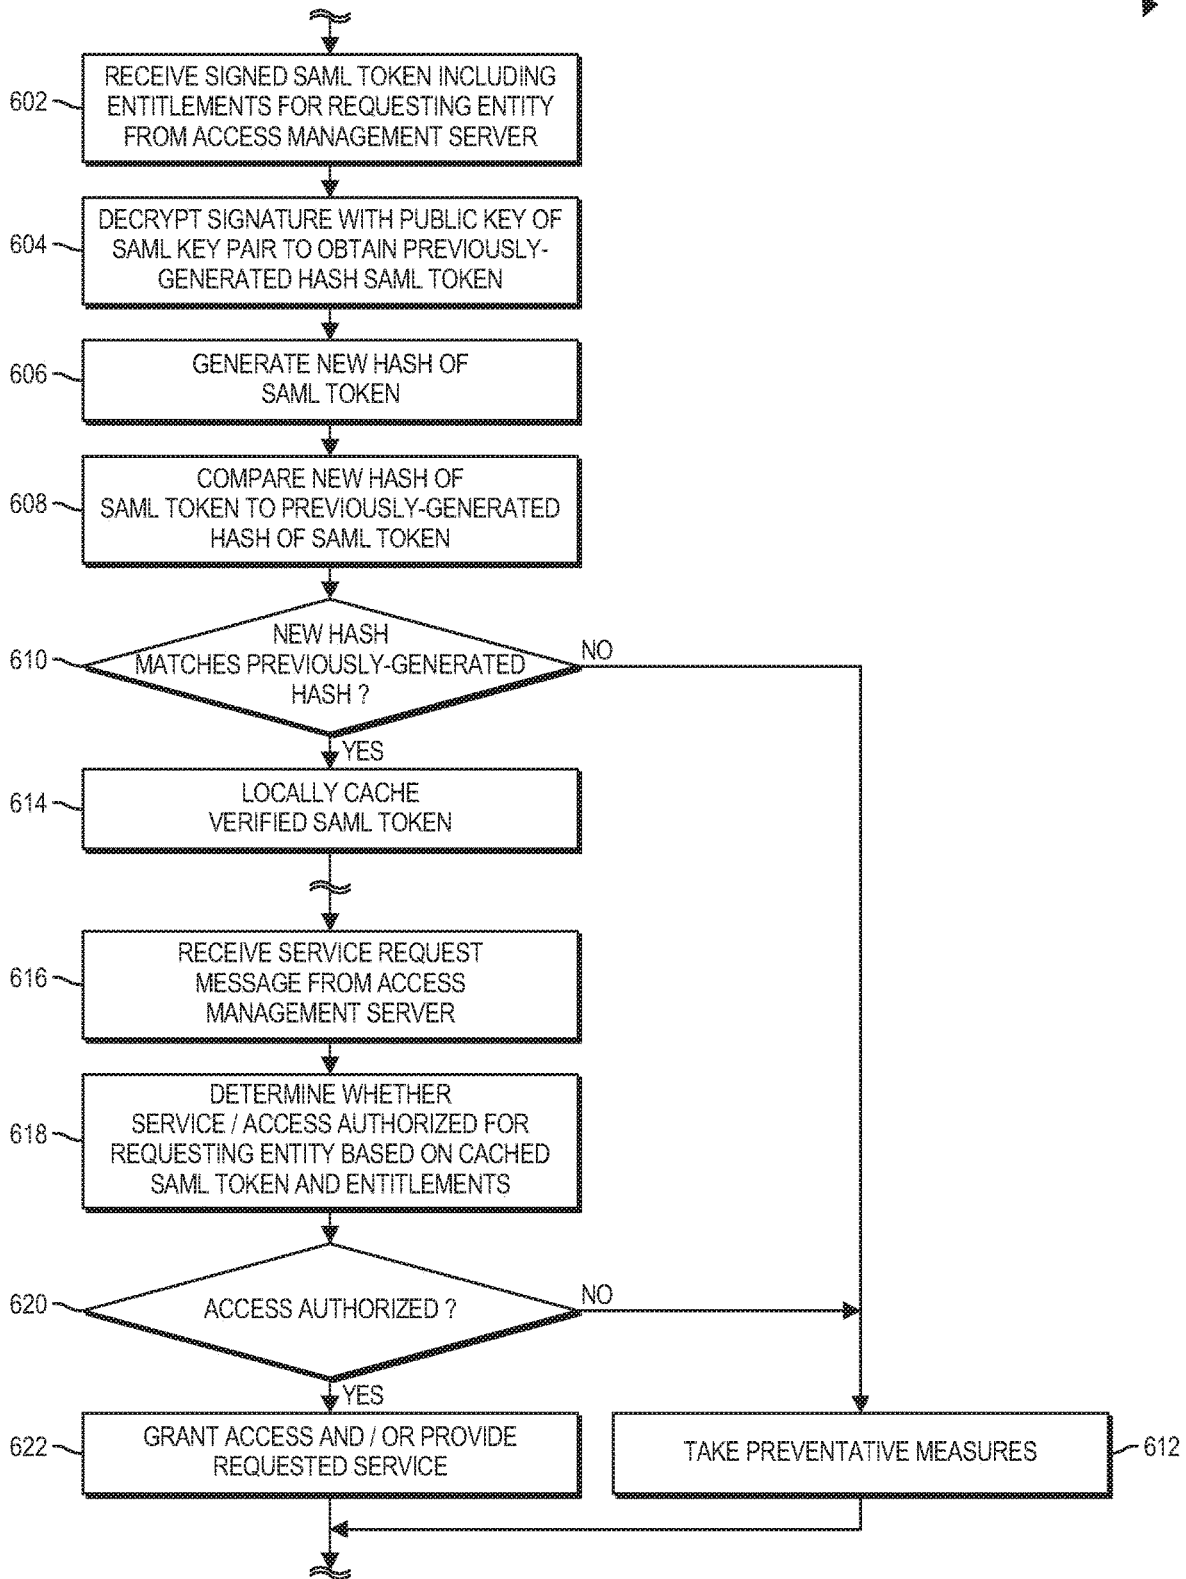 602
RECEIVE SIGNED SAML TOKEN INCLUDING
ENTITLEMENTS FOR REQUESTING ENTITY
FROM ACCESS MANAGEMENT SERVER
604
DECRYPT SIGNATURE WITH PUBLIC KEY OF
SAML KEY PAIR TO OBTAIN PREVIOUSLY-
GENERATED HASH SAML TOKEN
606
GENERATE NEW HASH OF
SAML TOKEN
608
COMPARE NEW HASH OF
SAML TOKEN TO PREVIOUSLY-GENERATED
HASH OF SAML TOKEN
610
NEW HASH
MATCHES PREVIOUSLY-GENERATED
HASH ?
NO
YES
614
LOCALLY CACHE
VERIFIED SAML TOKEN
616
RECEIVE SERVICE REQUEST
MESSAGE FROM ACCESS
MANAGEMENT SERVER
618
DETERMINE WHETHER
SERVICE / ACCESS AUTHORIZED FOR
REQUESTING ENTITY BASED ON CACHED
SAML TOKEN AND ENTITLEMENTS
620
ACCESS AUTHORIZED ?
NO
YES
622
GRANT ACCESS AND / OR PROVIDE
REQUESTED SERVICE
TAKE PREVENTATIVE MEASURES
612